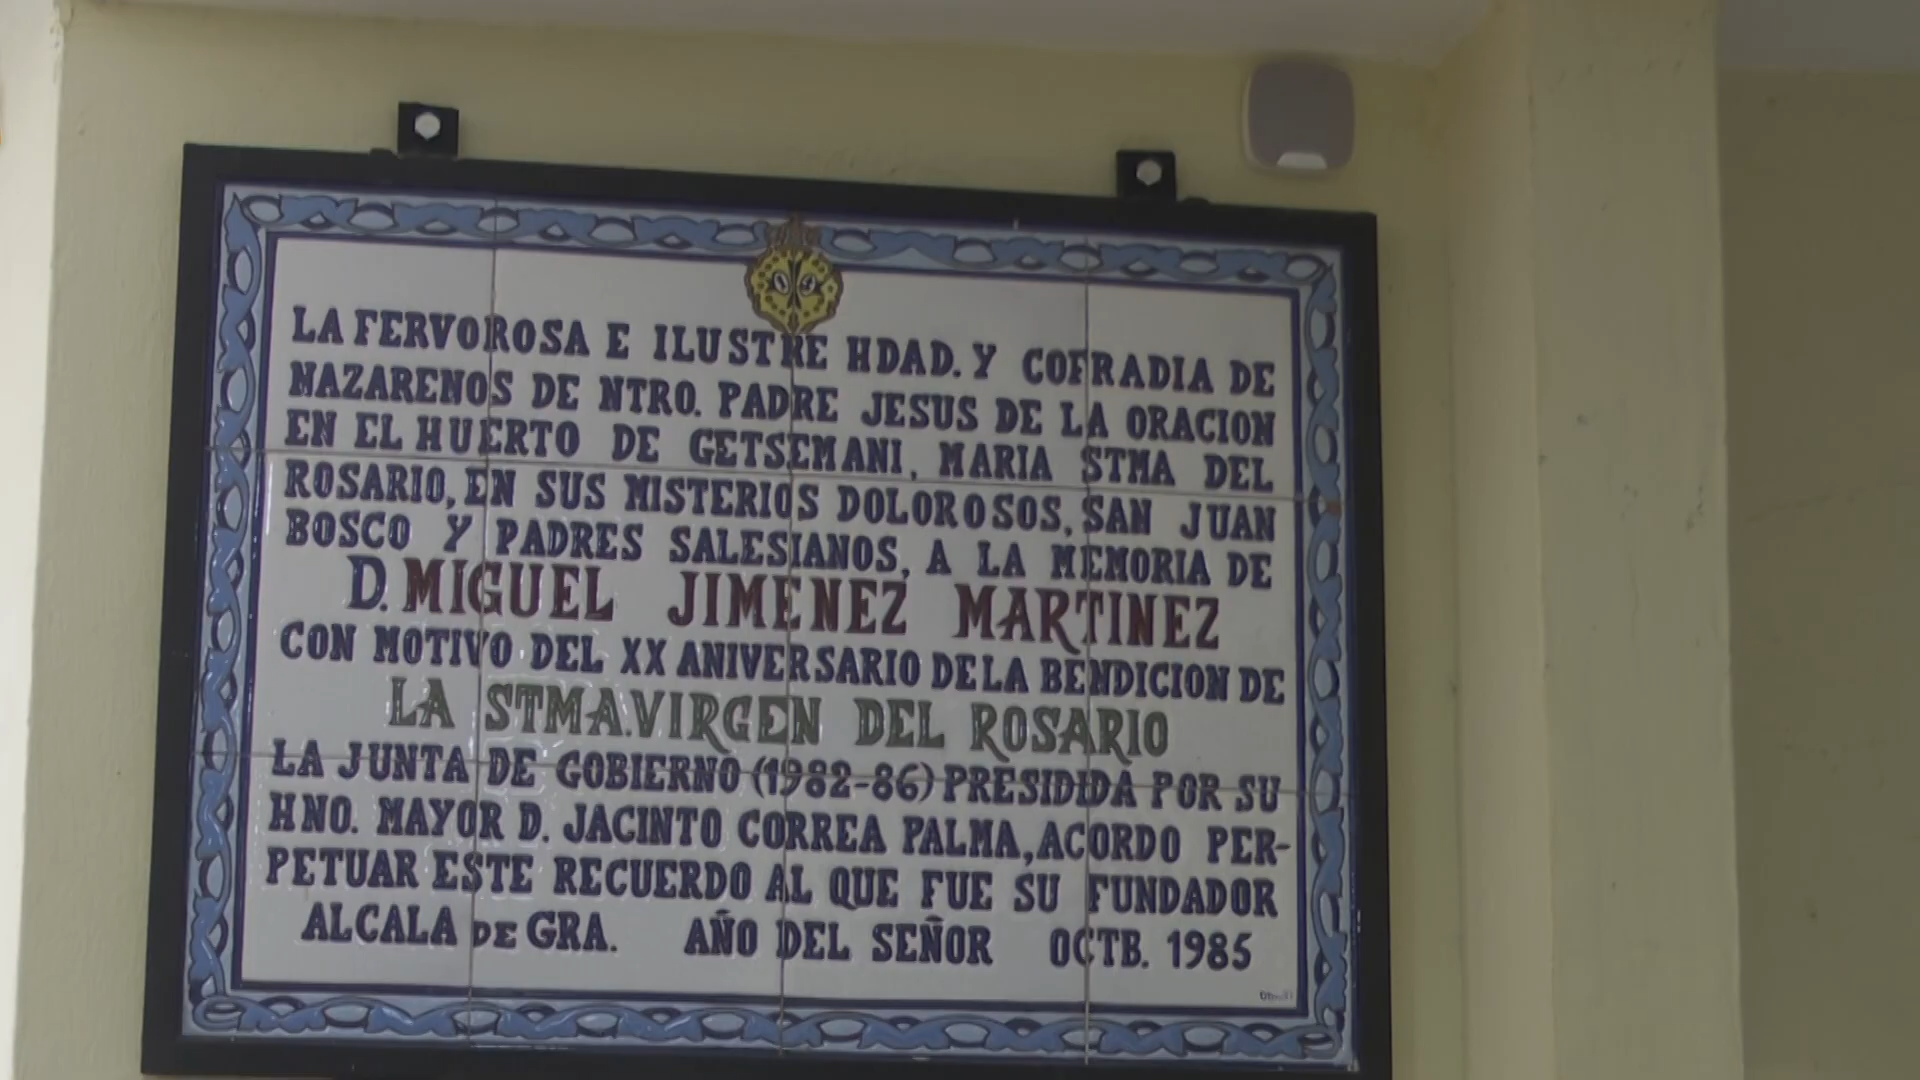 LA FERVOROSA E ILUSTRE HDAD. Y COFRADIA DE
NAZARENOS DE NTRO. PADRE JESUS DE LA ORACION
EN EL HUERTO DE GETSEMANI, MARIA STMA DEL
ROSARIO, EN SUS MISTERIOS DOLOROSOS, SAN JUAN
BOSCO Y PADRES SALESIANOS, A LA MEMORIA DE
D. MIGUEL JIMENEZ MARTINEZ
CON MOTIVO DEL XX ANIVERSARIO DE LA BENDICION DE
LA STMA. VIRGEN DEL ROSARIO
LA JUNTA DE GOBIERNO (1982-86) PRESIDIDA POR SU
HNO. MAYOR D. JACINTO CORREA PALMA, ACORDO PER-
PETUAR ESTE RECUERDO AL QUE FUE SU FUNDADOR
ALCALA DE GRA. AÑO DEL SEÑOR OCTB. 1985